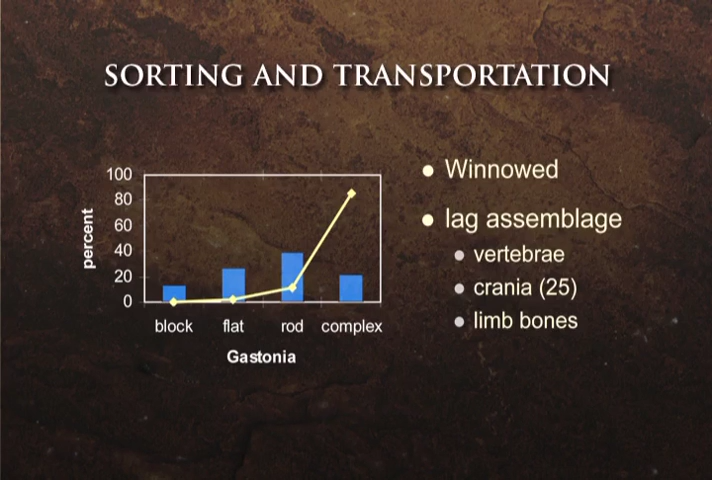 SORTING AND TRANSPORTATION
100
80
60
40
20
0
percent
block flat rod complex
Gastonia
• Winnowed
• lag assemblage
• vertebrae
• crania (25)
• limb bones